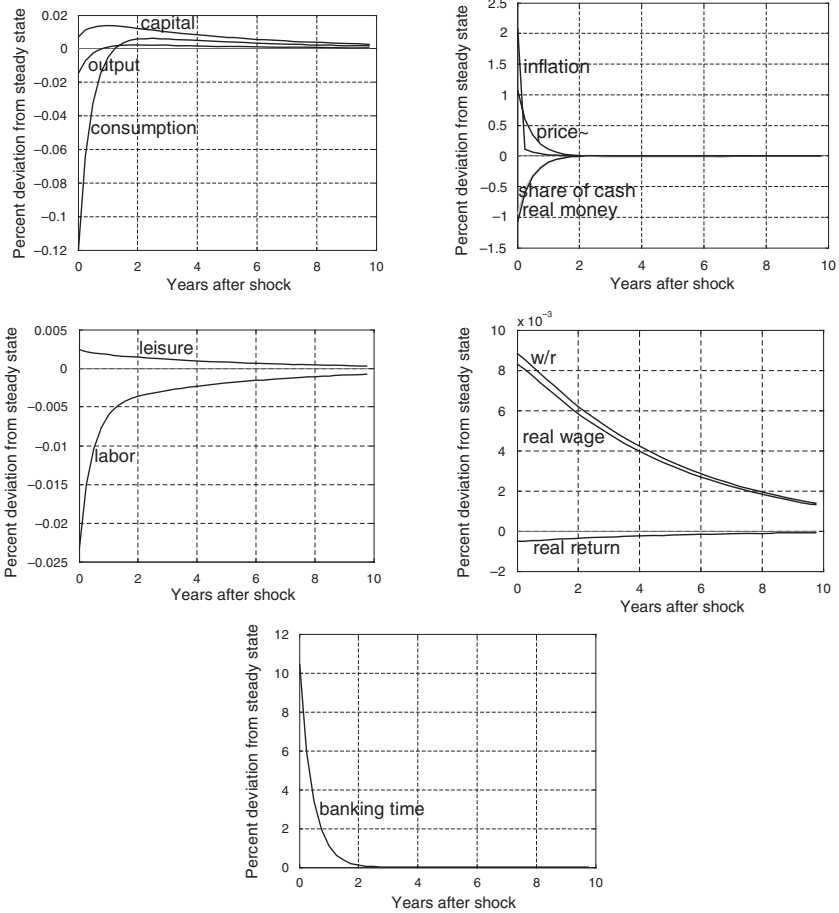 Percent deviation from steady state
0.02
0
−0.02
−0.04
−0.06
−0.08
−0.1
−0.12
capital
output
consumption
0 2 4 6 8 10
Years after shock
Percent deviation from steady state
2.5
2
1.5
1
0.5
0
−0.5
−1
−1.5
inflation
price~
share of cash
real money
0 2 4 6 8 10
Years after shock
Percent deviation from steady state
0.005
0
−0.005
−0.01
−0.015
−0.02
−0.025
leisure
labor
0 2 4 6 8 10
Years after shock
Percent deviation from steady state
x 10⁻³
10
8
6
4
2
0
−2
w/r
real wage
real return
0 2 4 6 8 10
Years after shock
Percent deviation from steady state
12
10
8
6
4
2
0
banking time
0 2 4 6 8 10
Years after shock